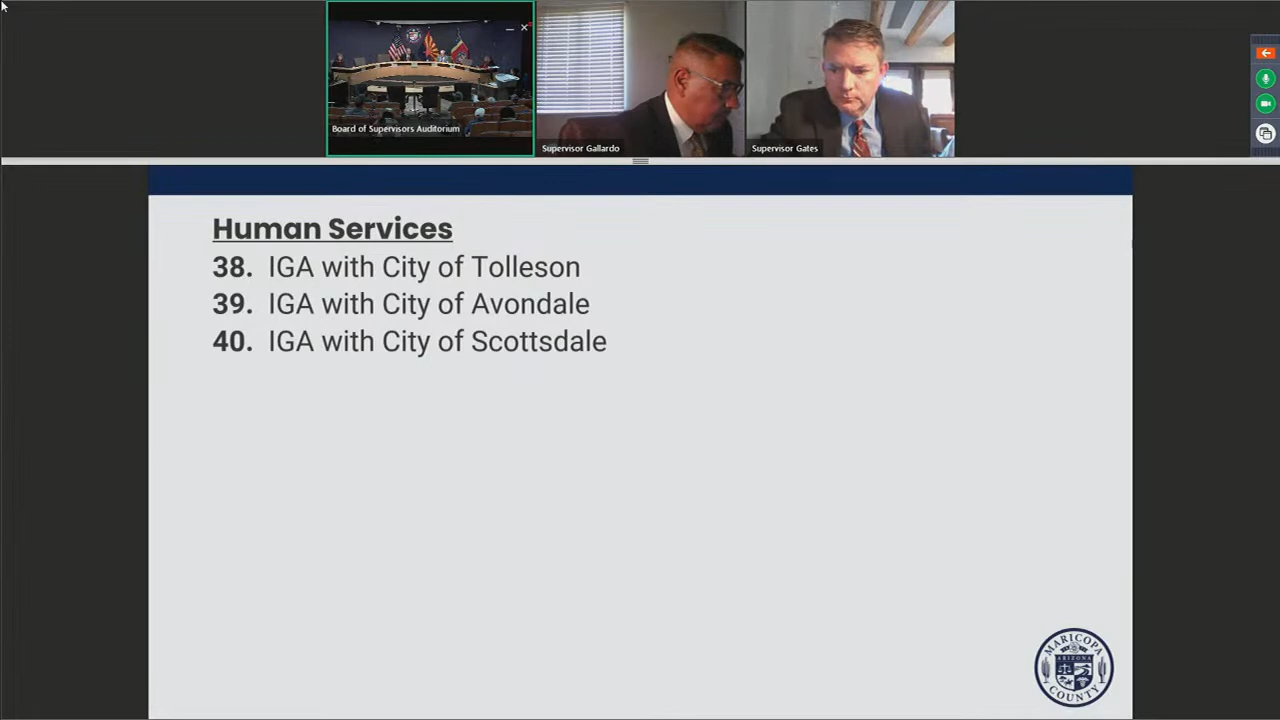 Board of Supervisors Auditorium
Supervisor Gallardo
Supervisor Gates
Human Services
38. IGA with City of Tolleson
39. IGA with City of Avondale
40. IGA with City of Scottsdale
MARICOPA
ARIZONA
COUNTY